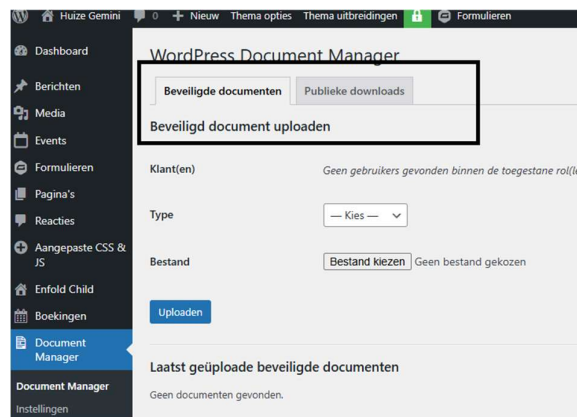 Huize Gemini 0 + Nieuw Thema opties Thema uitbreidingen Formulieren
Dashboard
Berichten
Media
Events
Formulieren
Pagina's
Reacties
Aangepaste CSS &
JS
Enfold Child
Boekingen
Document
Manager
Document Manager
Instellingen
WordPress Document Manager
Beveiligde documenten Publieke downloads
Beveiligd document uploaden
Klant(en) Geen gebruikers gevonden binnen de toegestane rol(le
Type — Kies —
Bestand Bestand kiezen Geen bestand gekozen
Uploaden
Laatst geüploade beveiligde documenten
Geen documenten gevonden.